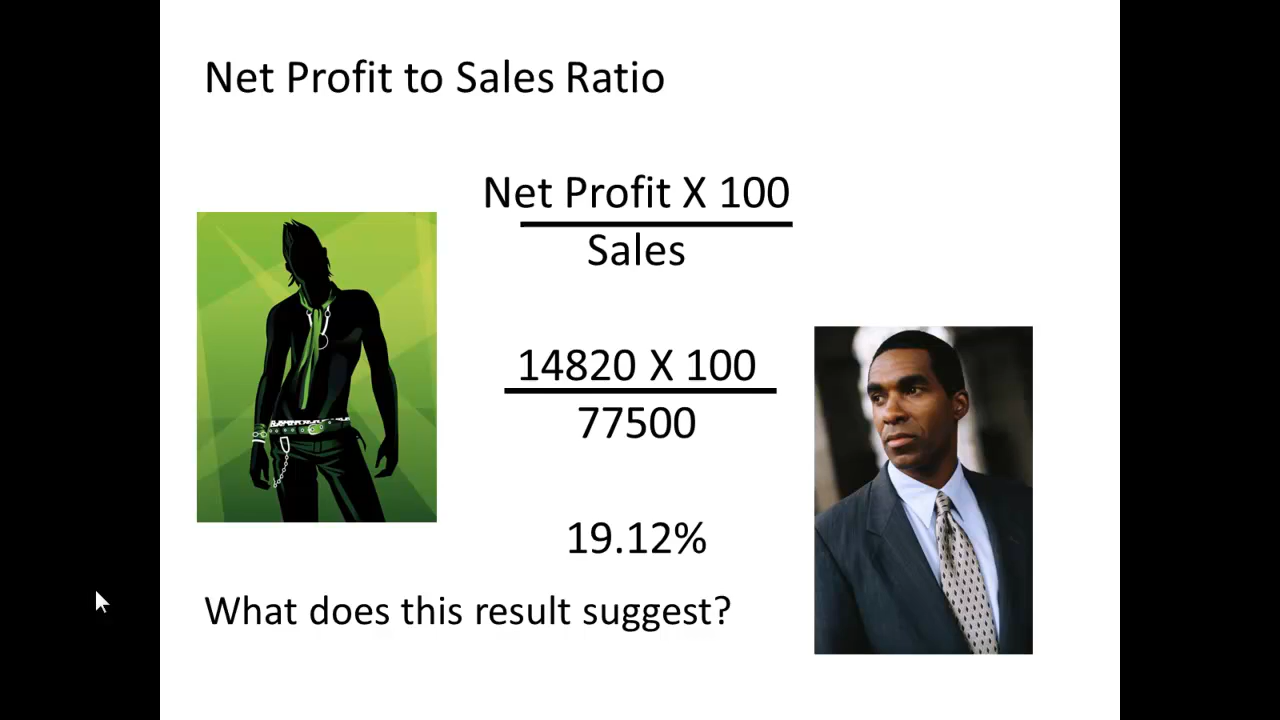 Net Profit to Sales Ratio
Net Profit X 100
Sales
14820 X 100
77500
19.12%
What does this result suggest?